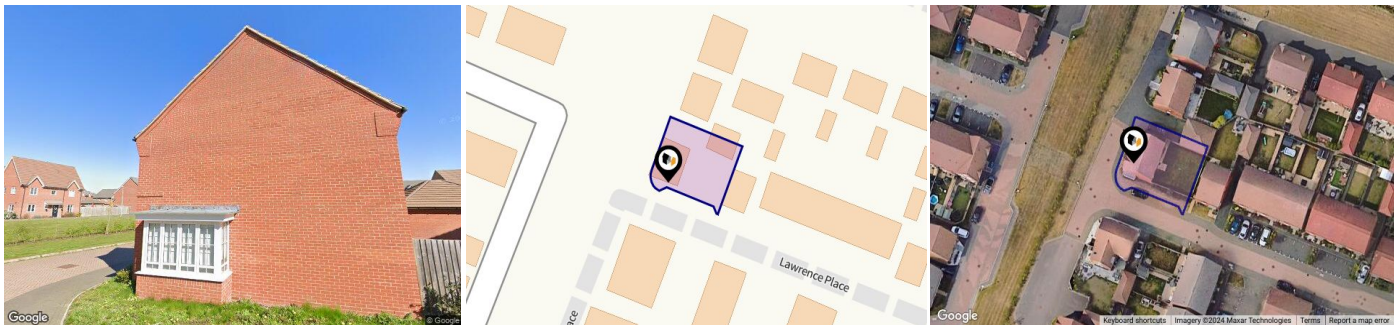 Google
© Google
Lawrence Place
ace
Google
Keyboard shortcuts
Imagery ©2024 Maxar Technologies
Terms
Report a map error